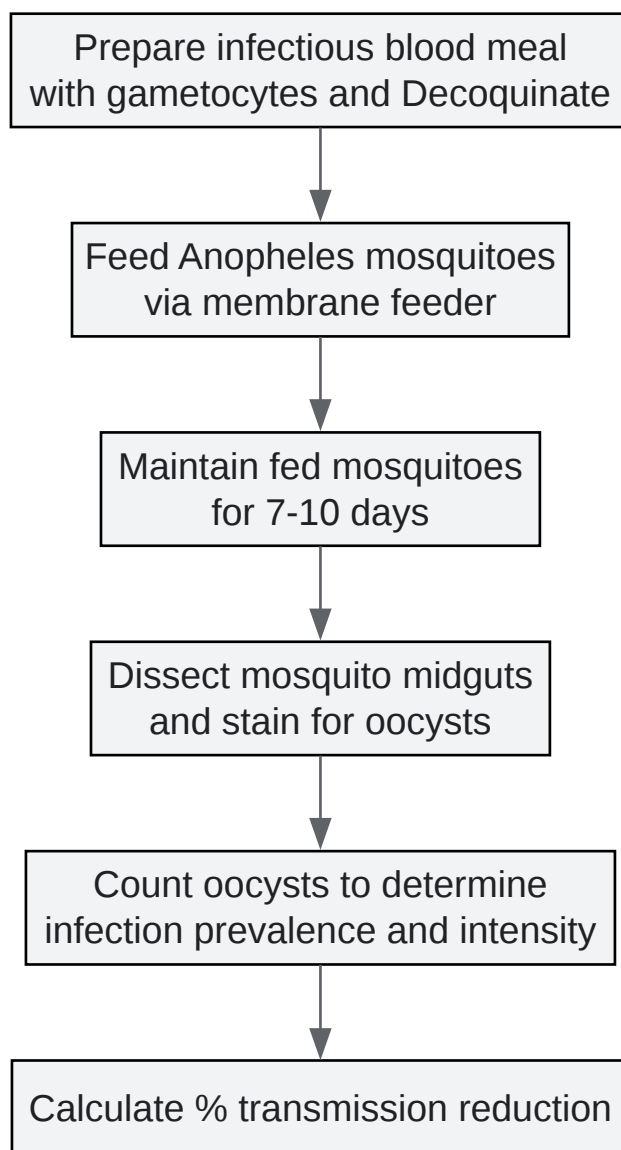 Prepare infectious blood meal
with gametocytes and Decoquinate
Feed Anopheles mosquitoes
via membrane feeder
Maintain fed mosquitoes
for 7-10 days
Dissect mosquito midguts
and stain for oocysts
Count oocysts to determine
infection prevalence and intensity
Calculate % transmission reduction